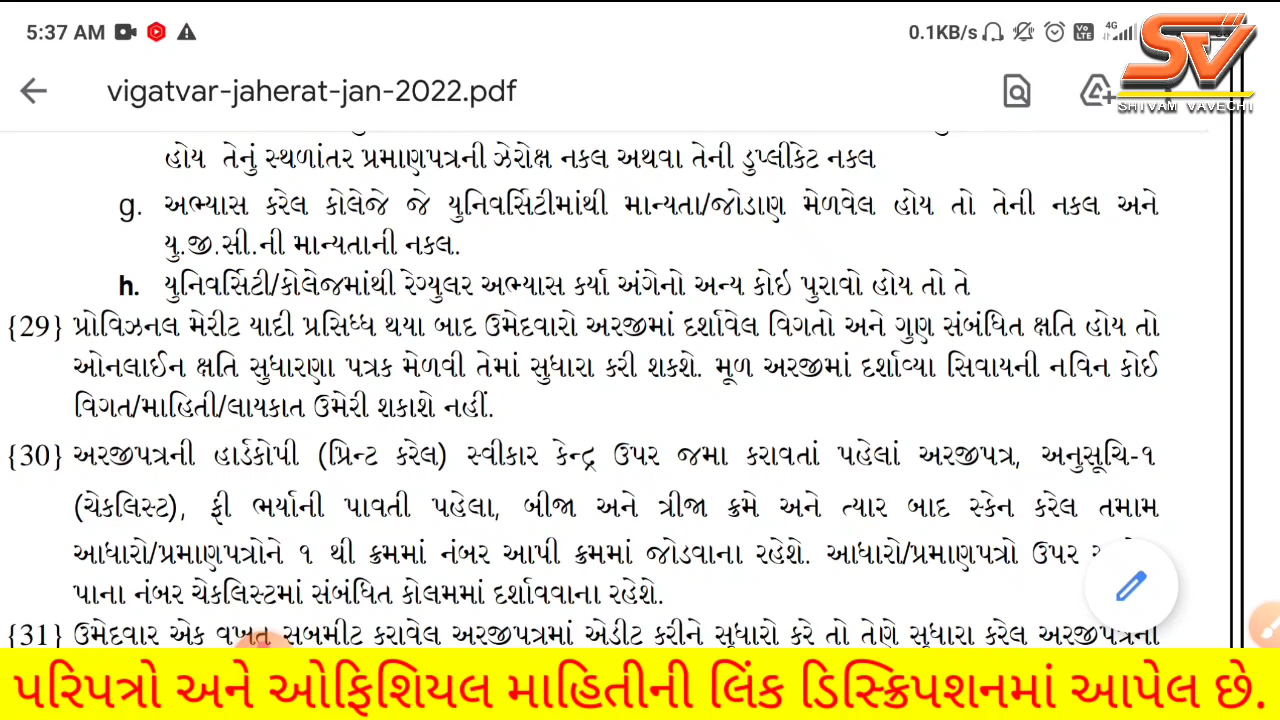 5:37 AM
0.1KB/s
Vo LTE
4G
SV
SHIVAM VAVECHI
vigatvar-jaherat-jan-2022.pdf
હોય તેનું સ્થળાંતર પ્રમાણપત્રની ઝેરોક્ષ નકલ અથવા તેની ડુપ્લીકેટ નકલ
g. અભ્યાસ કરેલ કોલેજે જે યુનિવર્સિટીમાંથી માન્યતા/જોડાણ મેળવેલ હોય તો તેની નકલ અને
યુ.જી.સી.ની માન્યતાની નકલ.
h. યુનિવર્સિટી/કોલેજમાંથી રેગ્યુલર અભ્યાસ કર્યા અંગેનો અન્ય કોઇ પુરાવો હોય તો તે
{29} પ્રોવિઝનલ મેરીટ યાદી પ્રસિધ્ધ થયા બાદ ઉમેદવારો અરજીમાં દર્શાવેલ વિગતો અને ગુણ સંબંધિત ક્ષતિ હોય તો
ઓનલાઈન ક્ષતિ સુધારણા પત્રક મેળવી તેમાં સુધારા કરી શકશે. મૂળ અરજીમાં દર્શાવ્યા સિવાયની નવિન કોઈ
વિગત/માહિતી/લાયકાત ઉમેરી શકાશે નહીં.
{30} અરજીપત્રની હાર્ડકોપી (પ્રિન્ટ કરેલ) સ્વીકાર કેન્દ્ર ઉપર જમા કરાવતાં પહેલાં અરજીપત્ર, અનુસૂચિ-૧
(ચેકલિસ્ટ), ફી ભર્યાની પાવતી પહેલા, બીજા અને ત્રીજા ક્રમે અને ત્યાર બાદ સ્કેન કરેલ તમામ
આધારો/પ્રમાણપત્રોને ૧ થી ક્રમમાં નંબર આપી ક્રમમાં જોડવાના રહેશે. આધારો/પ્રમાણપત્રો ઉપર
પાના નંબર ચેકલિસ્ટમાં સંબંધિત કોલમમાં દર્શાવવાના રહેશે.
{31} ઉમેદવાર એક વખત સબમીટ કરાવેલ અરજીપત્રમાં એડીટ કરીને સુધારો કરે તો તેણે સુધારા કરેલ અરજીપત્રની
પરિપત્રો અને ઓફિશિયલ માહિતીની લિંક ડિસ્ક્રિપશનમાં આપેલ છે.